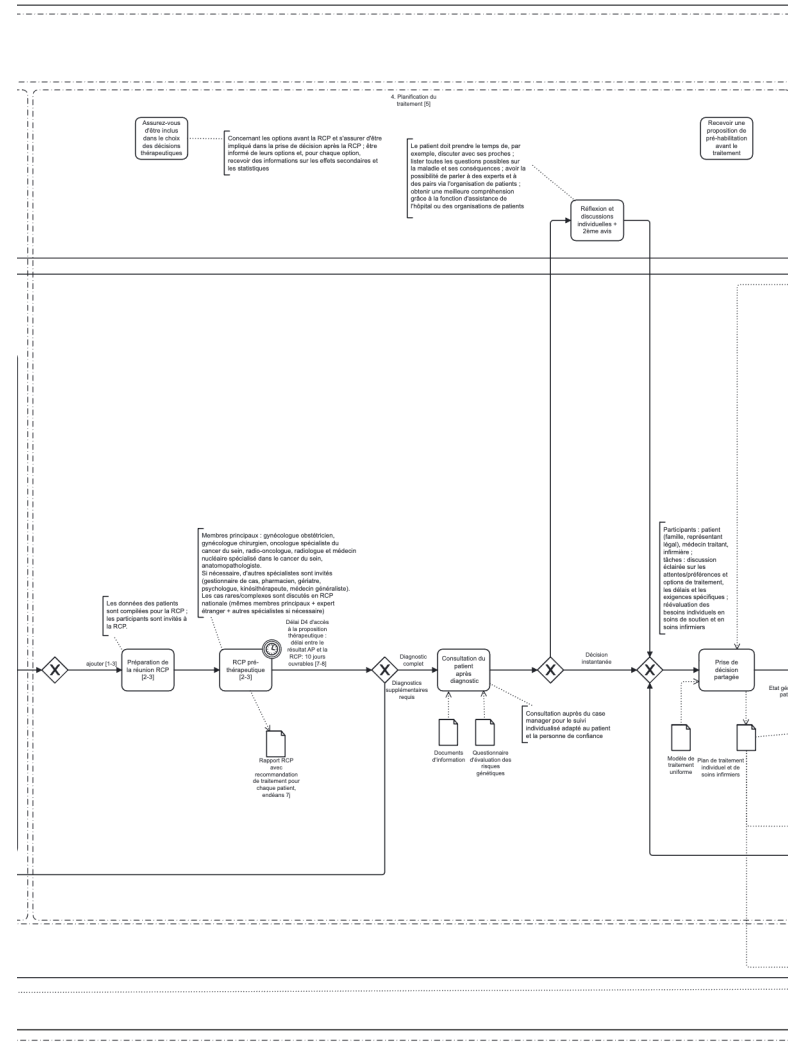 4. Planification du
traitement [5]
Assurez-vous
d'être inclus
dans le choix
des décisions
thérapeutiques
Concernant les options avant la RCP et s'assurer d'être
impliqué dans la prise de décision après la RCP ; être
informé de leurs options et, pour chaque option,
recevoir des informations sur les effets secondaires et
les statistiques
Le patient doit prendre le temps de, par
exemple, discuter avec ses proches ;
lister toutes les questions possibles sur
la maladie et ses conséquences ; avoir la
possibilité de parler à des experts et à
des pairs via l'organisation de patients ;
obtenir une meilleure compréhension
grâce à la fonction d'assistance de
l'hôpital ou des organisations de patients
Recevoir une
proposition de
pré-habilitation
avant le
traitement
Réflexion et
discussions
individuelles +
2ème avis
Membres principaux : gynécologue obstétricien,
gynécologue chirurgien, oncologue spécialiste du
cancer du sein, radio-oncologue, radiologue et médecin
nucléaire spécialisé dans le cancer du sein,
anatomopathologiste.
Si nécessaire, d'autres spécialistes sont invités
(gestionnaire de cas, pharmacien, gériatre,
psychologue, kinésithérapeute, médecin généraliste).
Les cas rares/complexes sont discutés en RCP
nationale (mêmes membres principaux + expert
étranger + autres spécialistes si nécessaire)
Participants : patient
(famille, représentant
légal), médecin traitant,
infirmière ;
tâches : discussion
éclairée sur les
attentes/préférences et
options de traitement,
les délais et les
exigences spécifiques ;
réévaluation des
besoins individuels en
soins de soutien et en
soins infirmiers
Les données des patients
sont compilées pour la RCP ;
les participants sont invités à
la RCP.
Délai D4 d'accès
à la proposition
thérapeutique :
délai entre le
résultat AP et la
RCP: 10 jours
ouvrables [7-8]
ajouter [1-3]
Préparation de
la réunion RCP
[2-3]
RCP pré-
thérapeutique
[2-3]
Diagnostic
complet
Diagnostics
supplémentaires
requis
Consultation du
patient
après
diagnostic
Décision
instantanée
Prise de
décision
partagée
Etat gé
pat
Consultation auprès du case
manager pour le suivi
individualisé adapté au patient
et la personne de confiance
Rapport RCP
avec
recommandation
de traitement pour
chaque patient,
endéans 7j
Documents
d'information
Questionnaire
d'évaluation des
risques
génétiques
Modèle de
traitement
uniforme
Plan de traitement
individuel et de
soins infirmiers